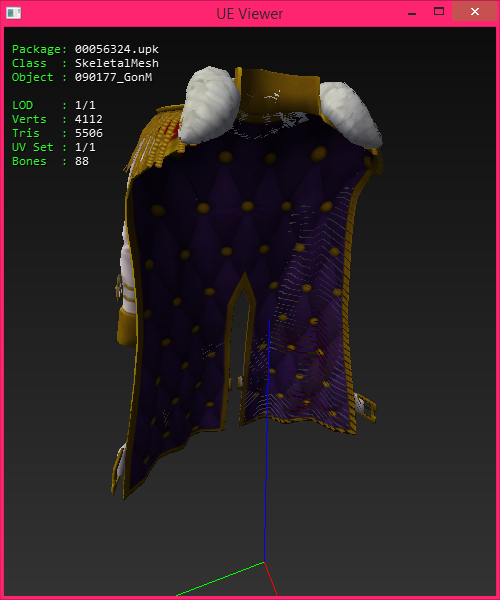 UE Viewer
Package: 00056324.upk
Class : SkeletalMesh
Object : 090177_GonM
LOD : 1/1
Verts : 4112
Tris : 5506
UV Set : 1/1
Bones : 88